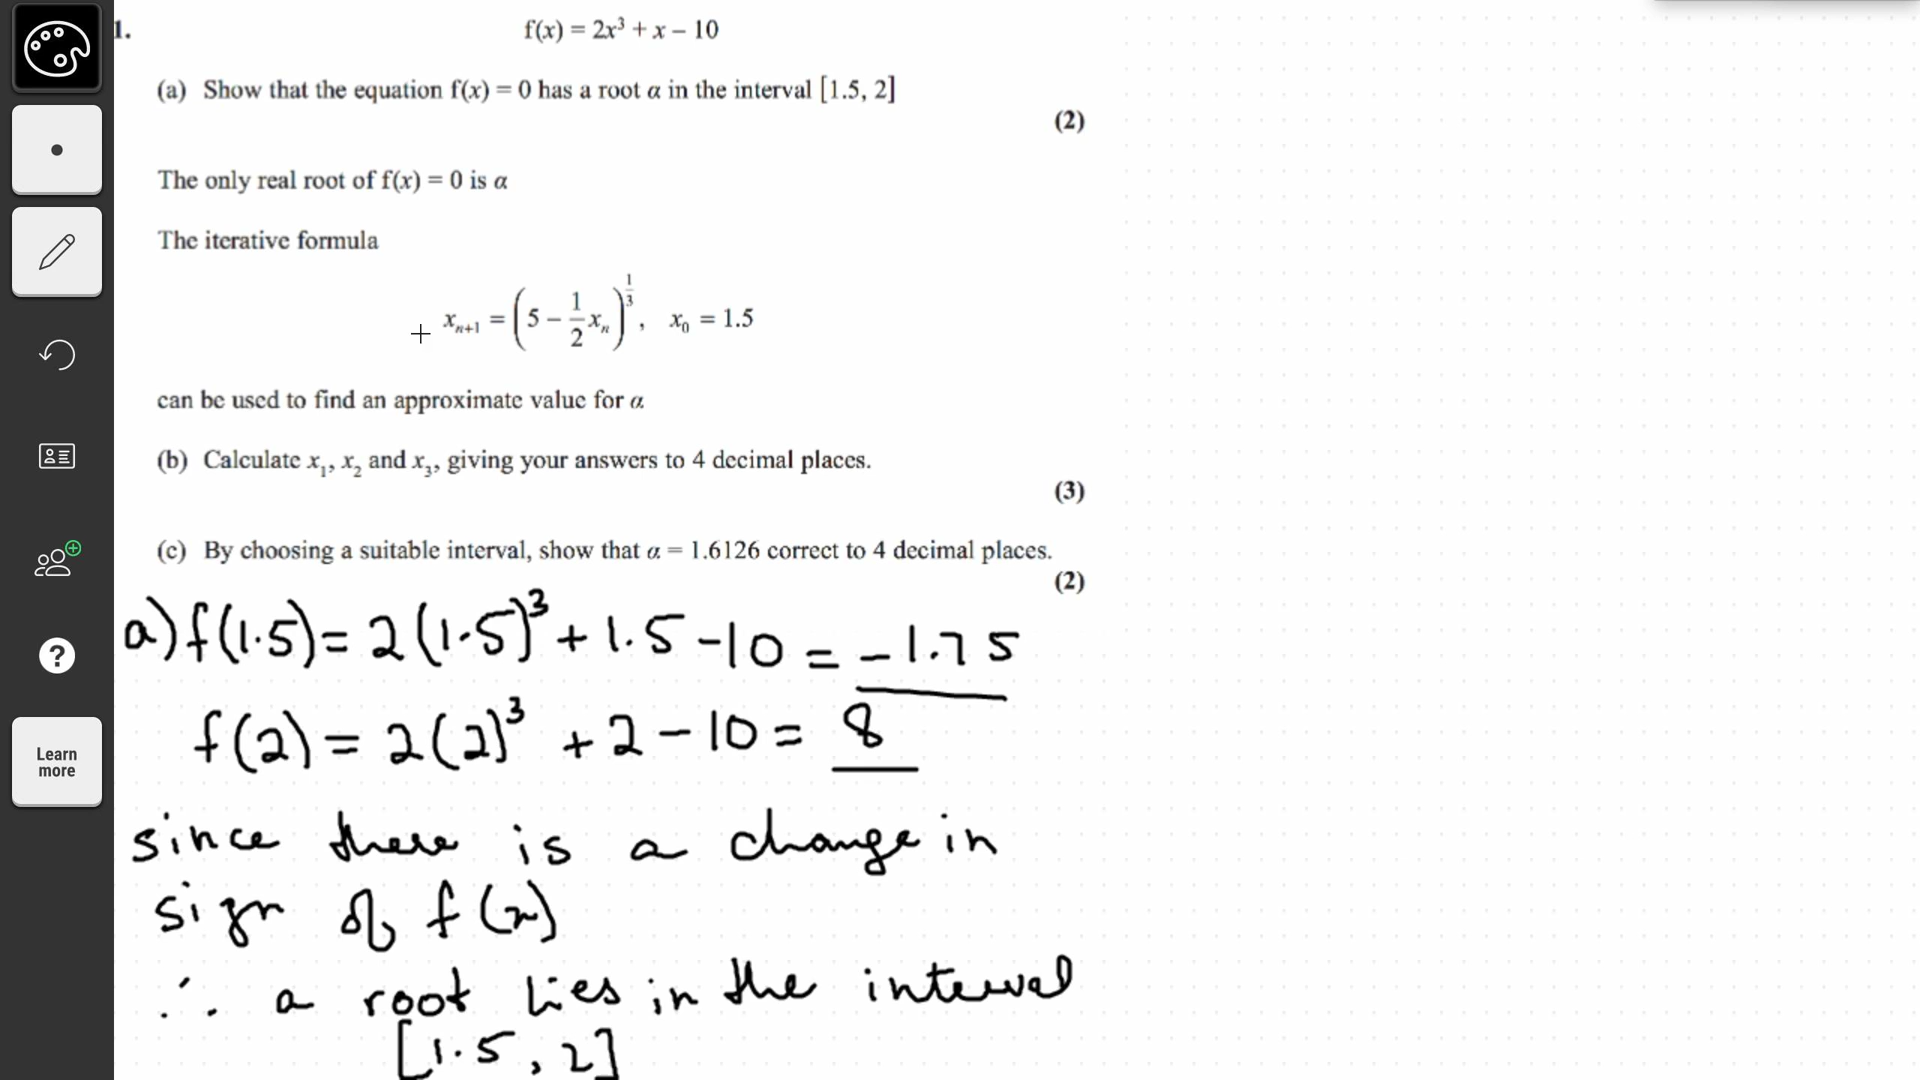 1.
f(x) = 2x³ + x – 10
(a) Show that the equation f(x) = 0 has a root α in the interval [1.5, 2]
(2)
The only real root of f(x) = 0 is α
The iterative formula
xₙ₊₁ = (5 – 1/2 xₙ)^(1/3), x₀ = 1.5
can be used to find an approximate value for α
(b) Calculate x₁, x₂ and x₃, giving your answers to 4 decimal places.
(3)
(c) By choosing a suitable interval, show that α = 1.6126 correct to 4 decimal places.
(2)
a) f(1.5) = 2(1.5)³ + 1.5 – 10 = –1.75
f(2) = 2(2)³ + 2 – 10 = 8
since there is a change in
sign of f(x)
∴ a root lies in the interval
[1.5, 2]
?
Learn
more